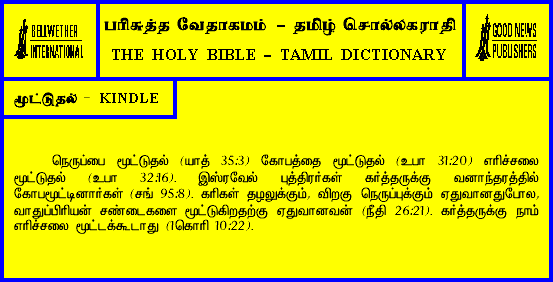 BELLWETHER
INTERNATIONAL
பரிசுத்த வேதாகமம் – தமிழ் சொல்லகராதி
THE HOLY BIBLE – TAMIL DICTIONARY
GOOD NEWS
PUBLISHERS
மூட்டுதல் - KINDLE
நெருப்பை மூட்டுதல் (யாத் 35:3) கோபத்தை மூட்டுதல் (உபா 31:20) எரிச்சலை
மூட்டுதல் (உபா 32:16). இஸ்ரவேல் புத்திரர்கள் கர்த்தருக்கு வனாந்தரத்தில்
கோபமூட்டினார்கள் (சங் 95:8). கரிகள் தழலுக்கும், விறகு நெருப்புக்கும் ஏதுவானதுபோல,
வாதுப்பிரியன் சண்டைகளை மூட்டுகிறதற்கு ஏதுவானவன் (நீதி 26:21). கர்த்தருக்கு நாம்
எரிச்சலை மூட்டக்கூடாது (1கொரி 10:22).